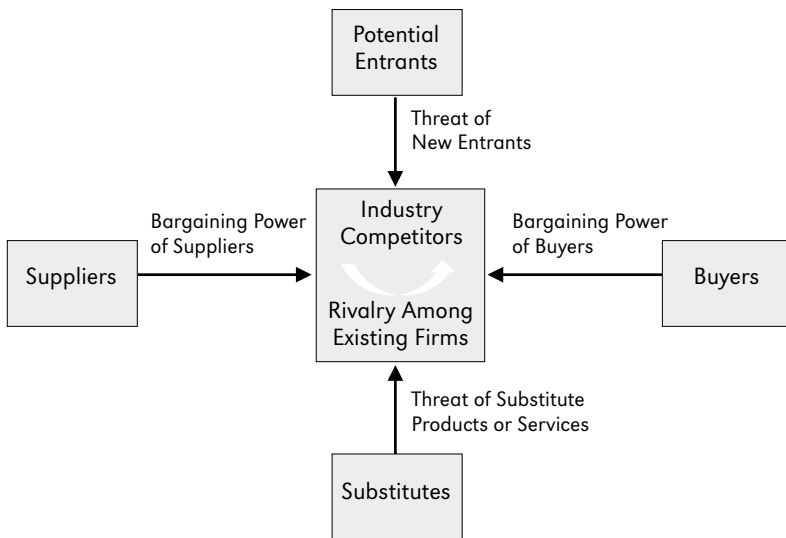 Potential
Entrants
Threat of
New Entrants
Bargaining Power
of Suppliers
Industry
Competitors
Bargaining Power
of Buyers
Suppliers
Buyers
Rivalry Among
Existing Firms
Threat of Substitute
Products or Services
Substitutes